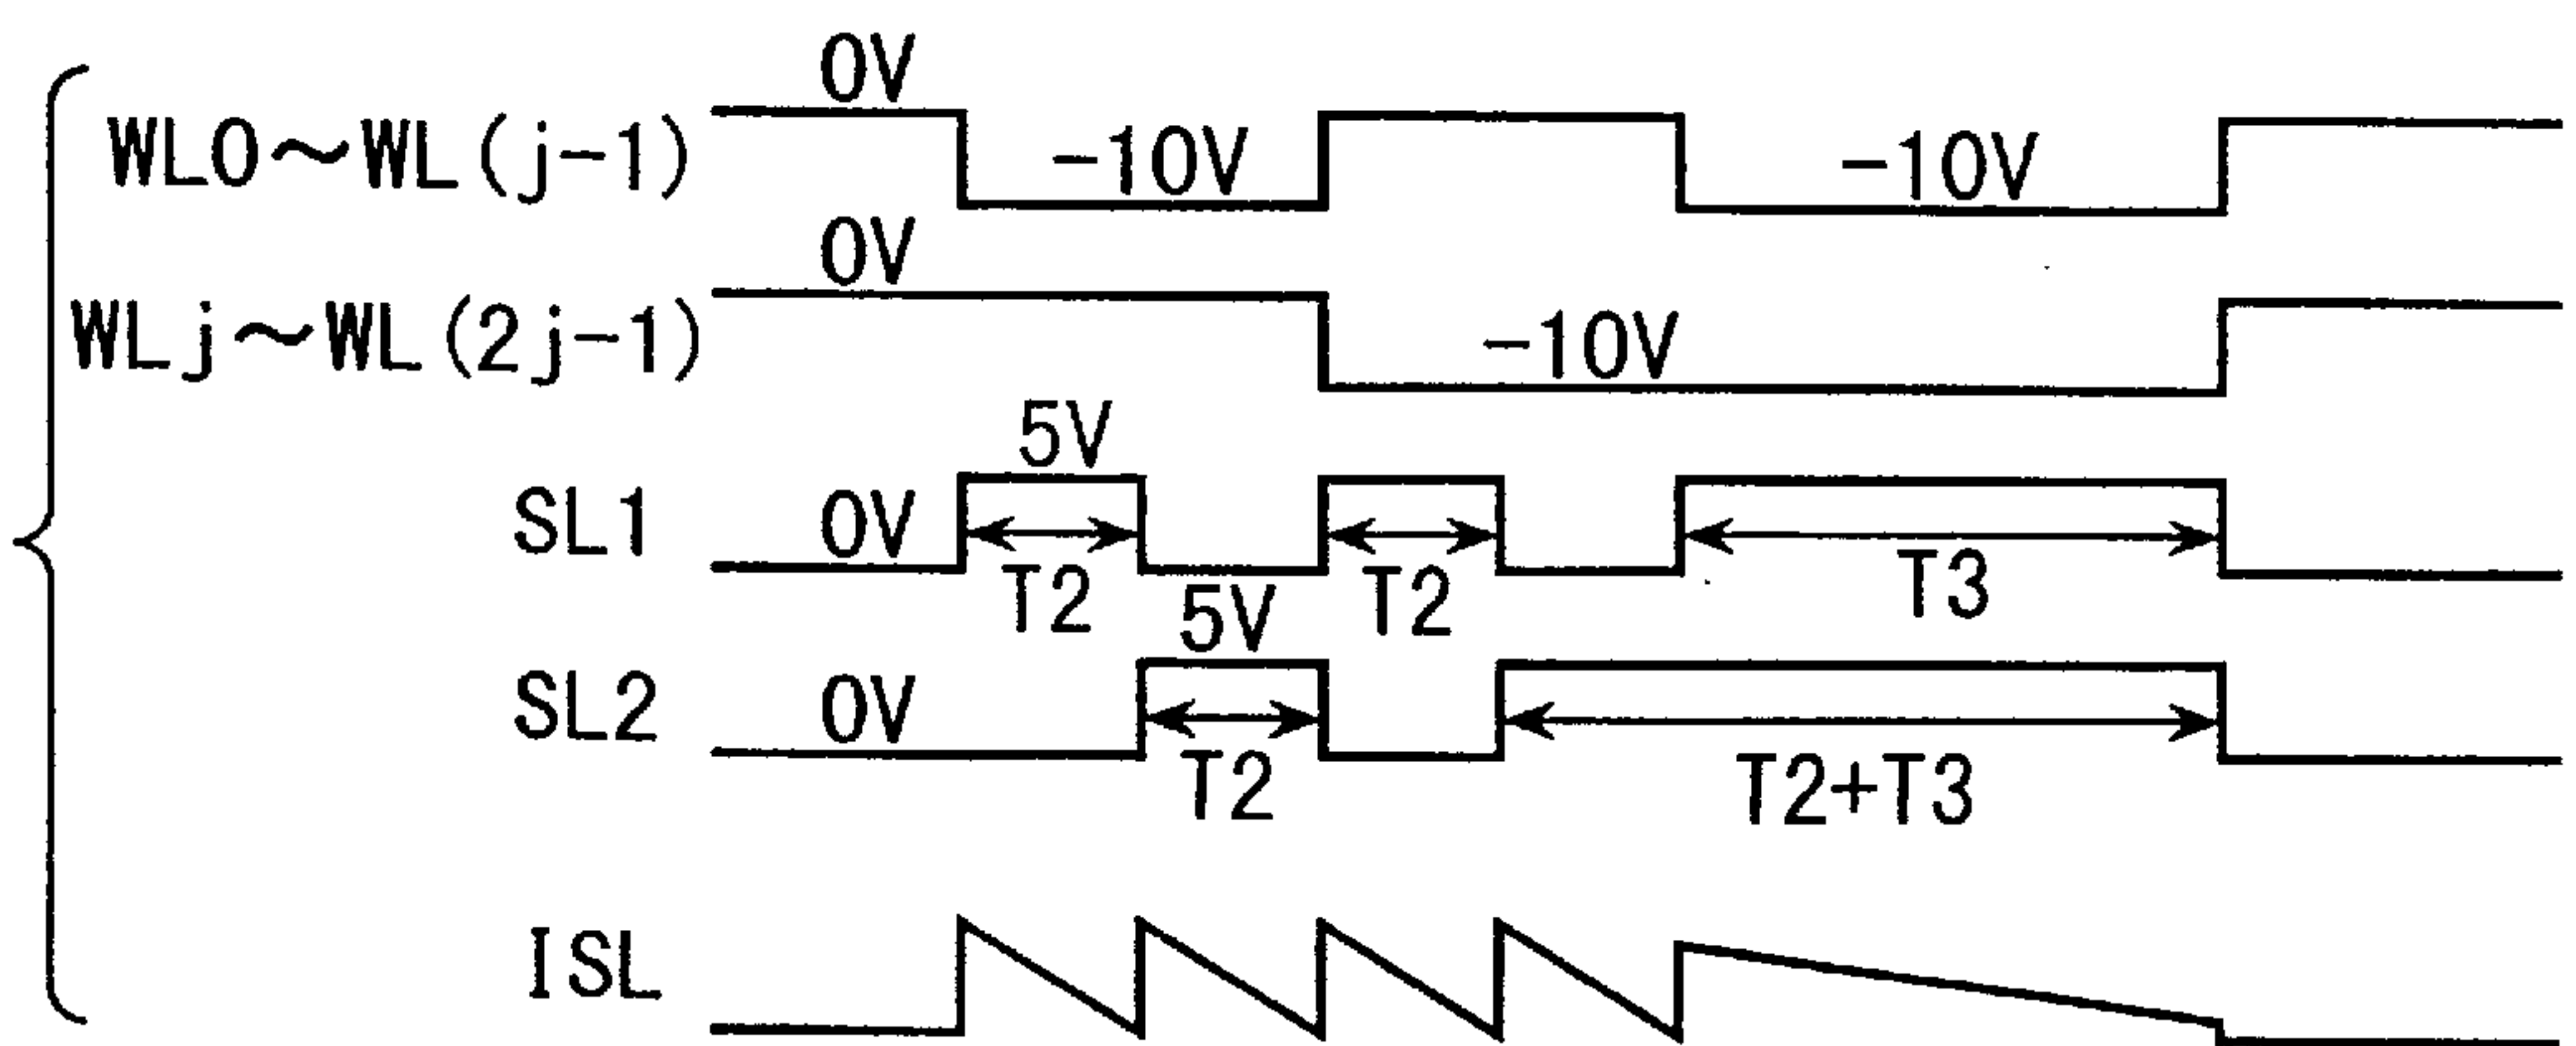 0V
WL0～WL(j-1)
-10V
-10V
0V
WLj～WL(2j-1)
-10V
5V
SL1
0V
T2
T2
T3
5V
SL2
0V
T2
T2+T3
ISL